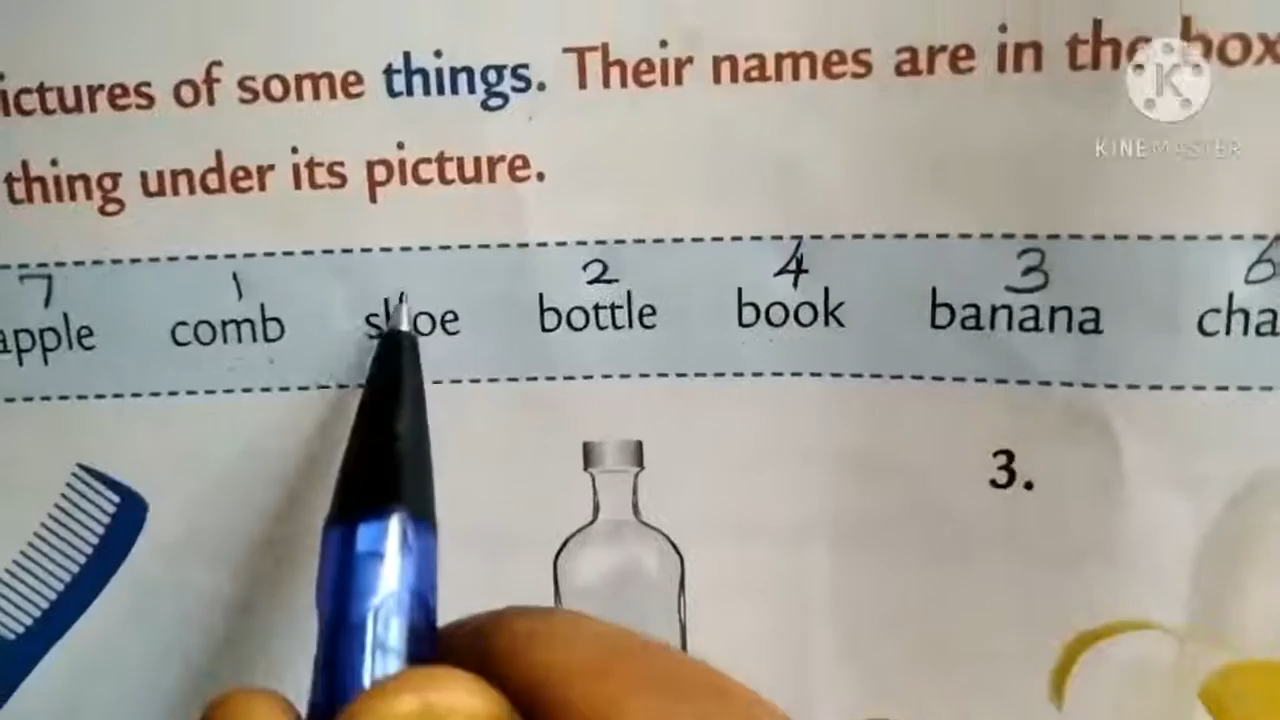 ictures of some things. Their names are in the box
thing under its picture.
7 1 2 4 3 6
apple comb shoe bottle book banana cha
3.
KINEMASTER